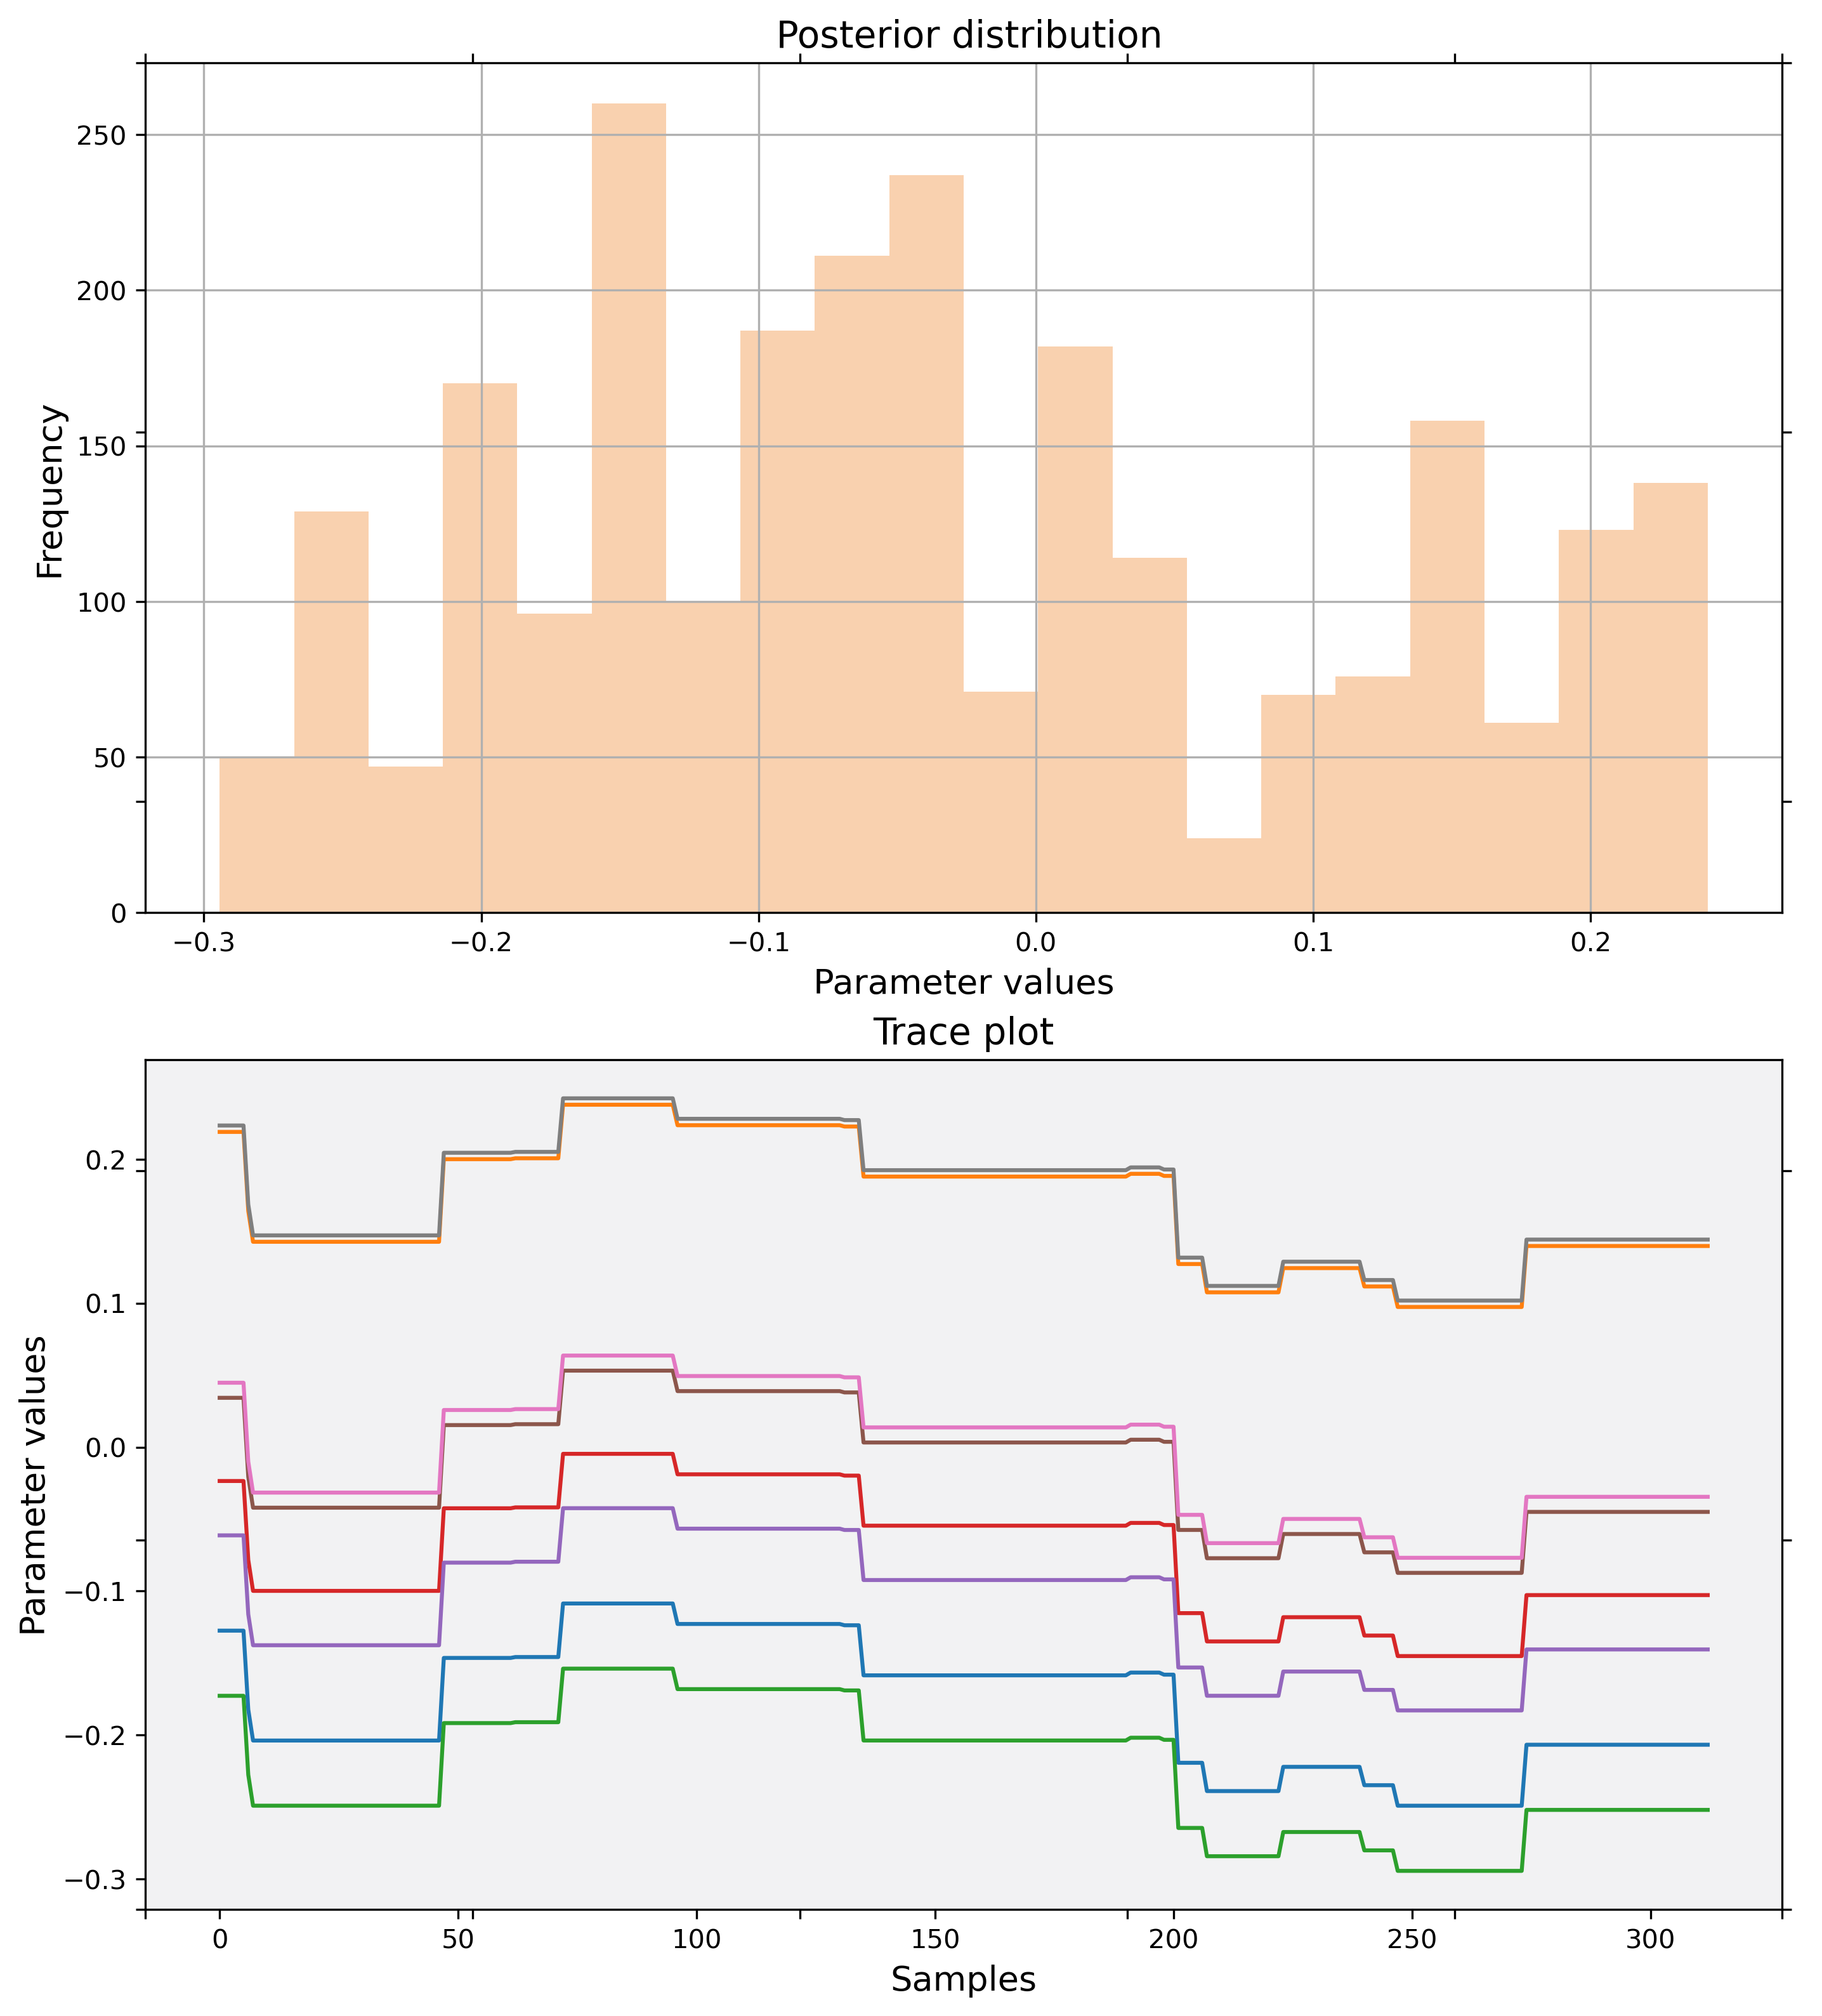 Posterior distribution
250
200
150
100
50
0
Frequency
−0.3 −0.2 −0.1 0.0 0.1 0.2
Parameter values
Trace plot
0.2
0.1
0.0
−0.1
−0.2
−0.3
Parameter values
0 50 100 150 200 250 300
Samples